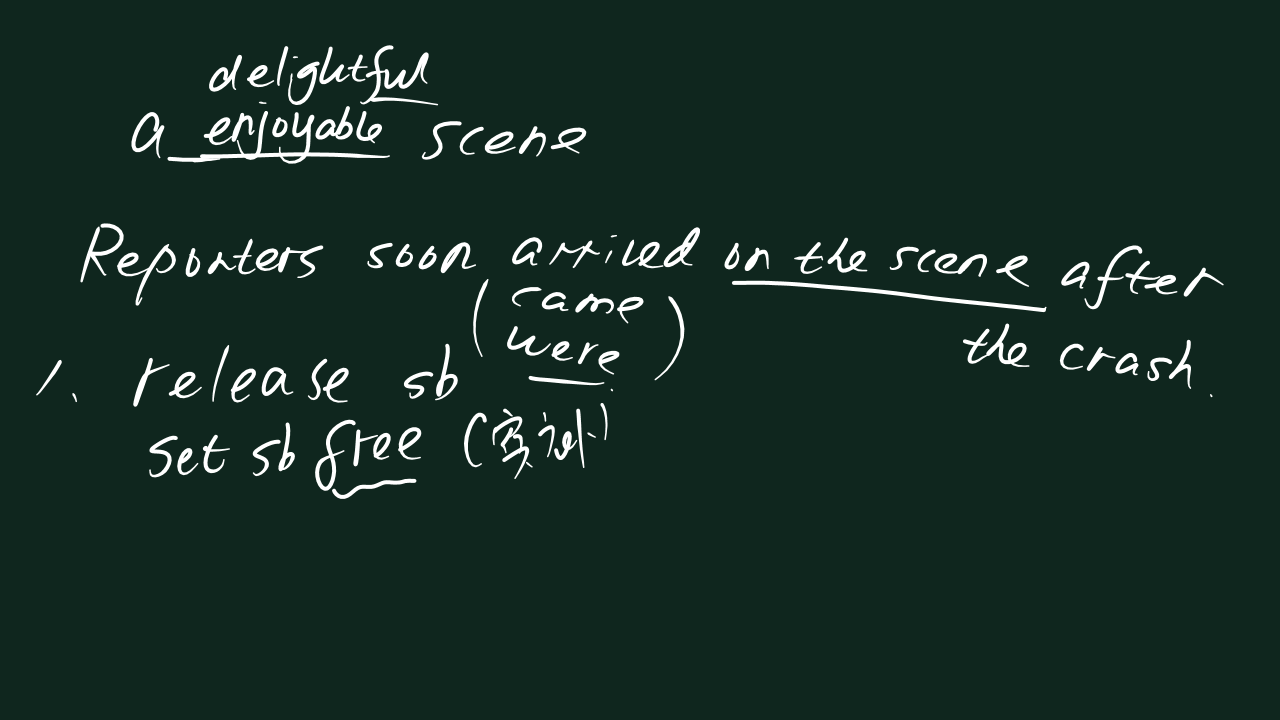 delightful
a enjoyable scene
Reporters soon arrived on the scene after
the crash.
(came
were)
1. release sb
set sb free (宾补)